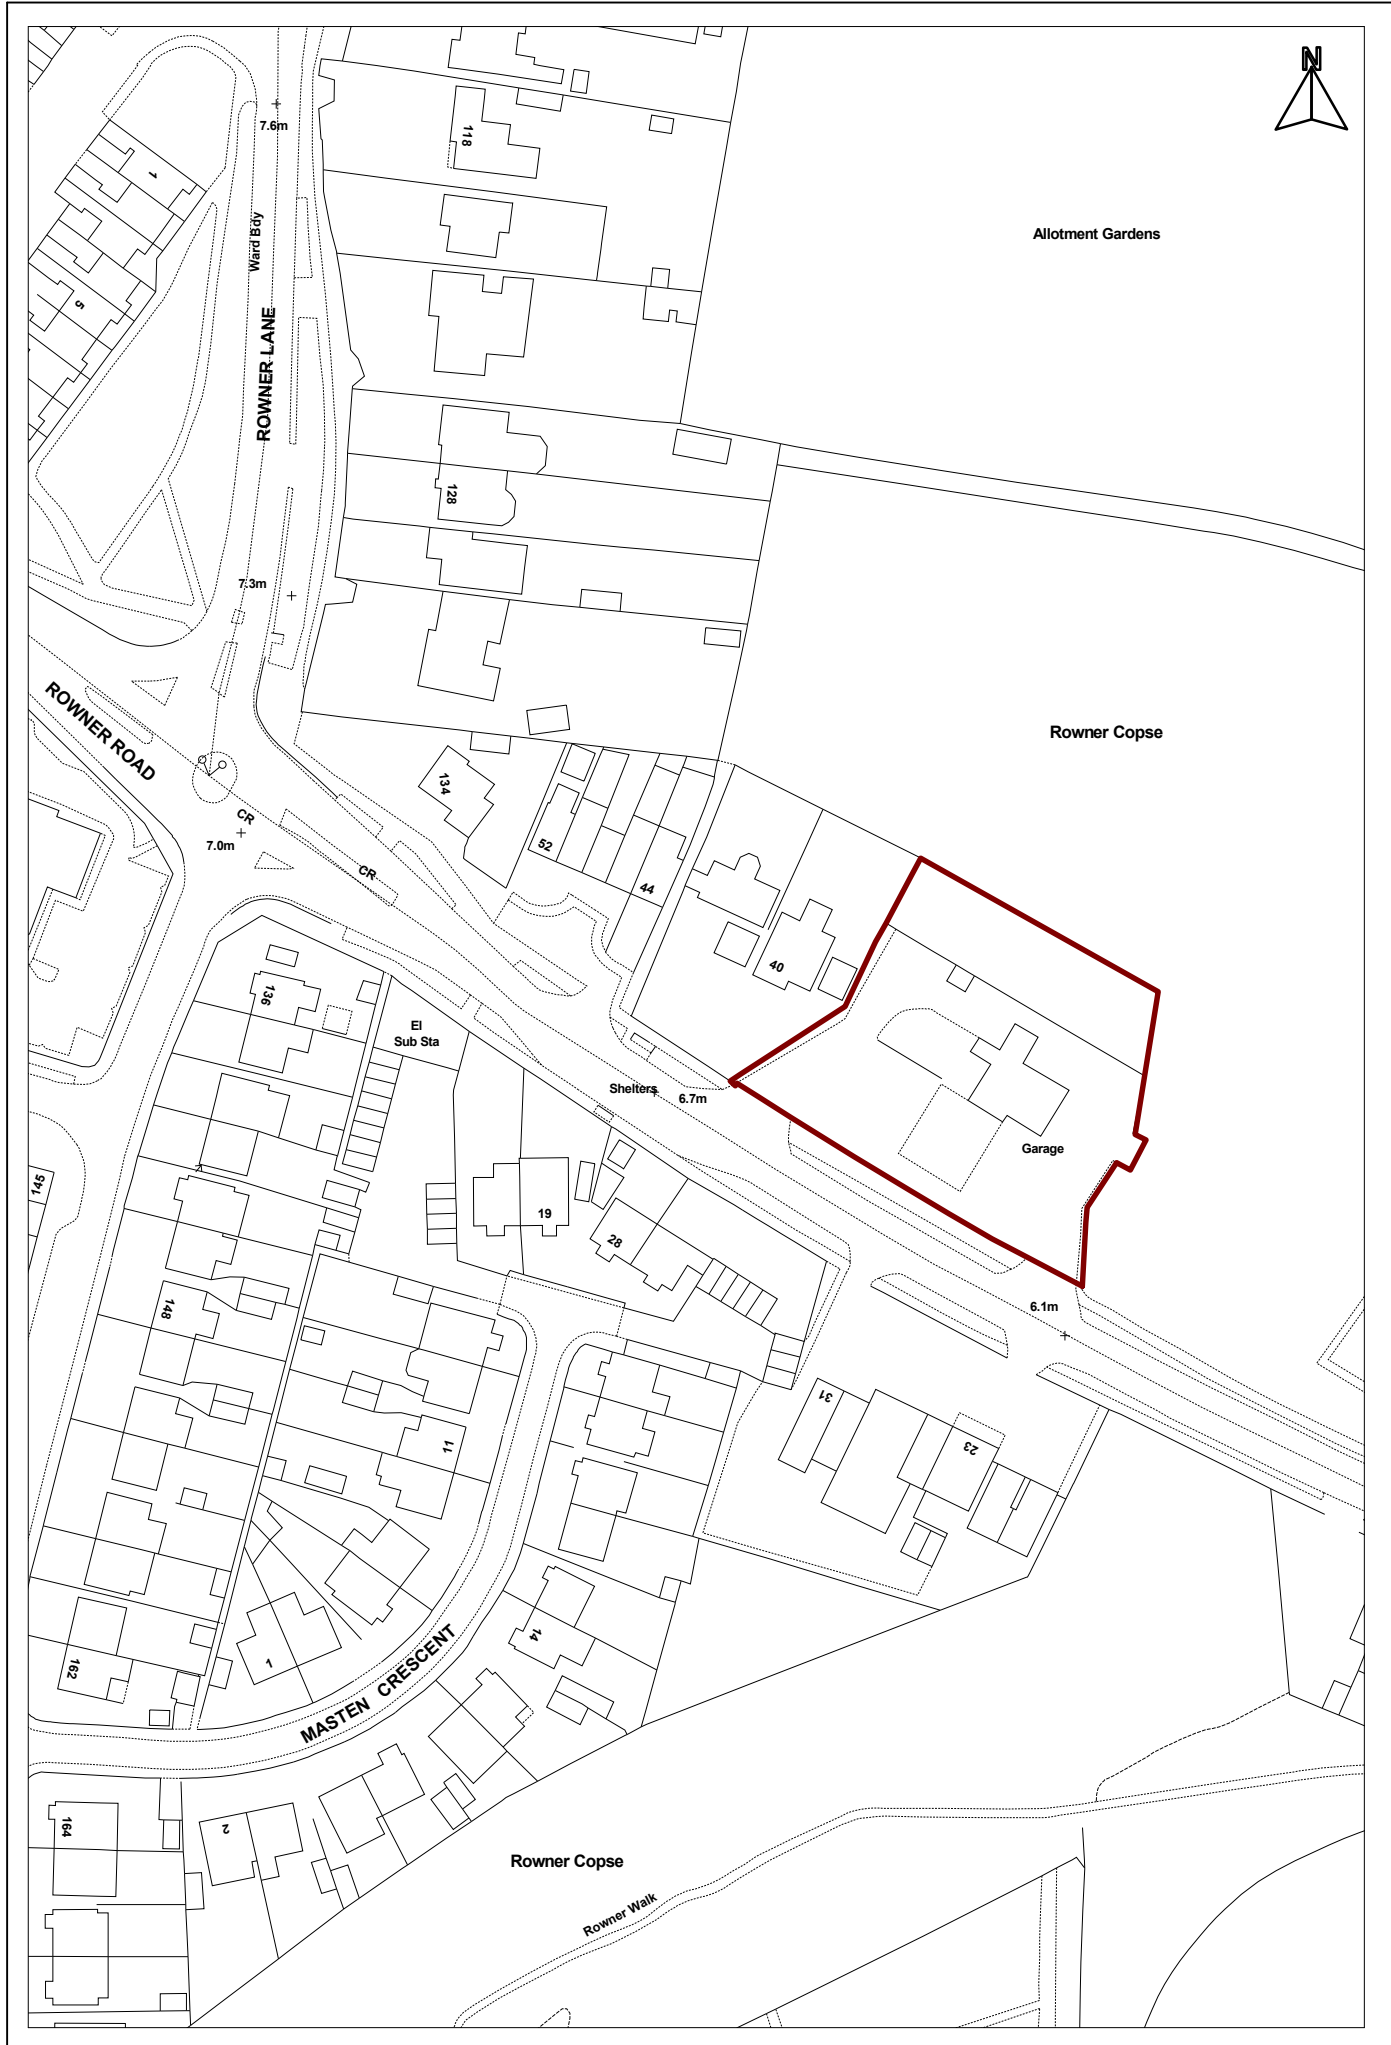 N
7.6m
118
1
Allotment Gardens
Ward Bdy
5
ROWNER LANE
128
7.3m
ROWNER ROAD
Rowner Copse
134
CR
7.0m
52
CR
44
40
136
El
Sub Sta
Shelters
6.7m
Garage
145
19
28
148
6.1m
31
11
23
14
1
162
MASTEN CRESCENT
164
2
Rowner Copse
Rowner Walk